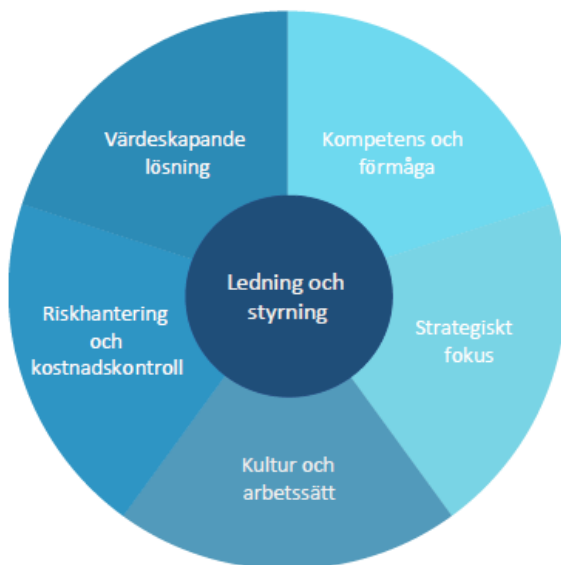 Värdeskapande
lösning
Kompetens och
förmåga
Ledning och
styrning
Riskhantering
och
kostnadskontroll
Strategiskt
fokus
Kultur och
arbetssätt